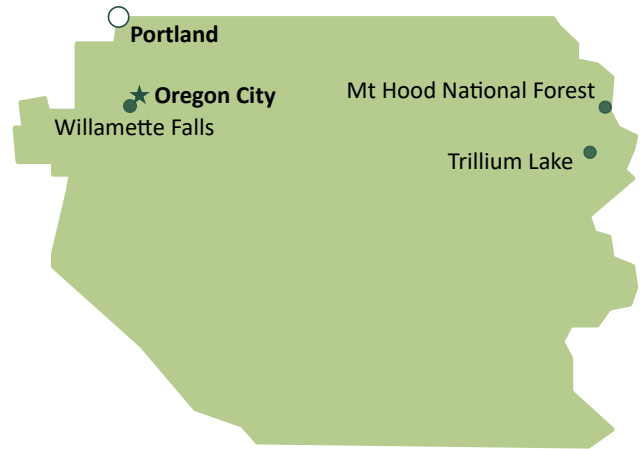 Portland
Oregon City
Mt Hood National Forest
Willamette Falls
Trillium Lake